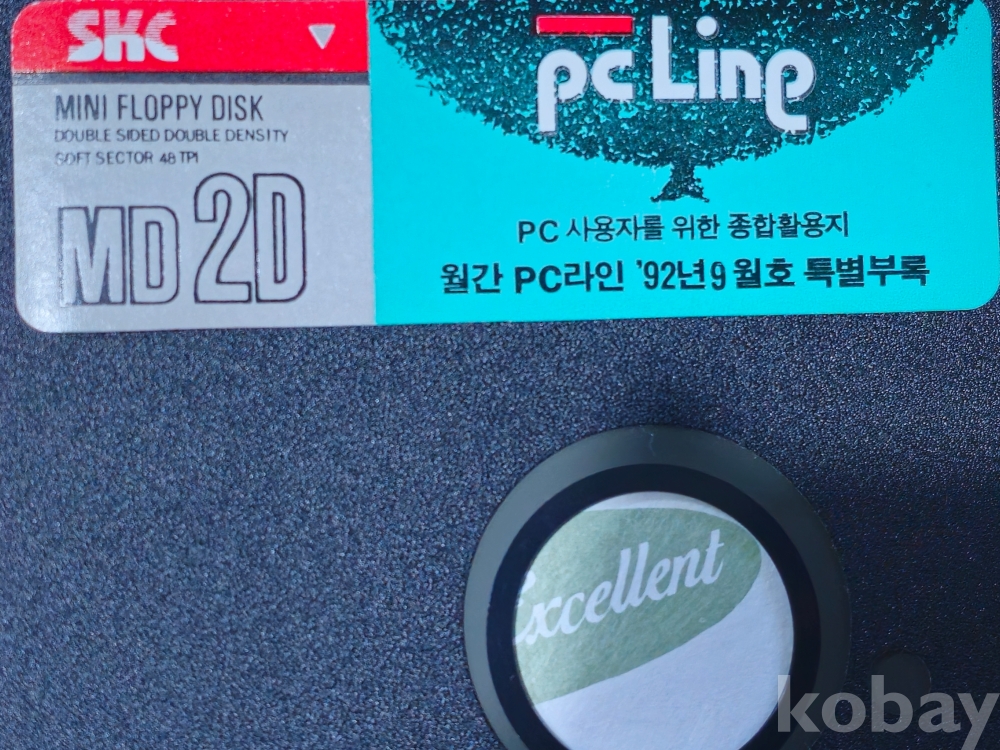 SKC
MINI FLOPPY DISK
DOUBLE SIDED DOUBLE DENSITY
SOFT SECTOR 48 TPI
MD 2D
pc Line
PC 사용자를 위한 종합활용지
월간 PC라인 '92년 9월호 특별부록
Excellent
kobay